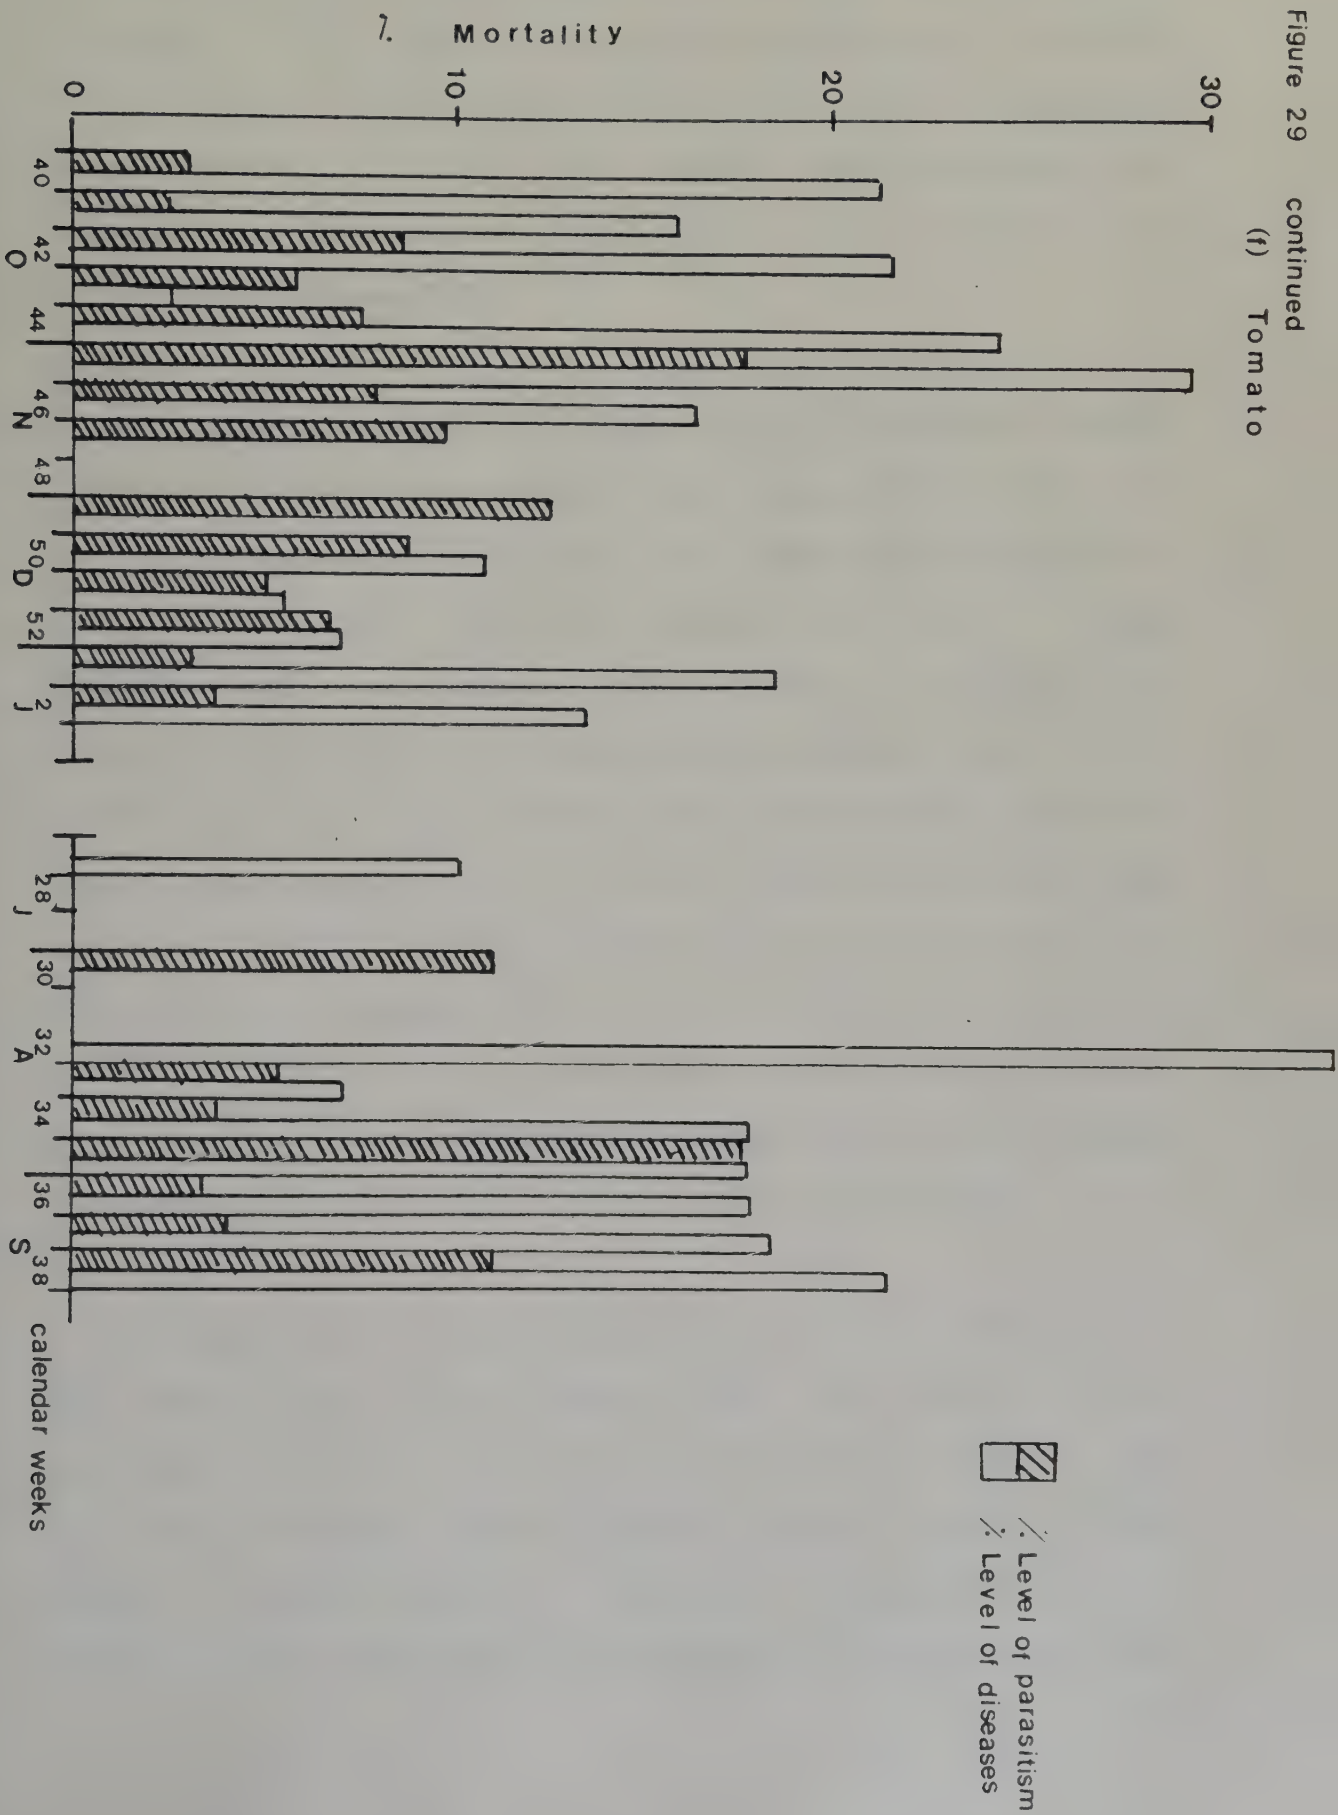 Figure 29 continued
(f) Tomato
% Mortality
30
20
10
0
40 42 44 46 48 50 52 2 28 30 32 34 36 38
O N D J J A S
calendar weeks
% Level of parasitism
% Level of diseases